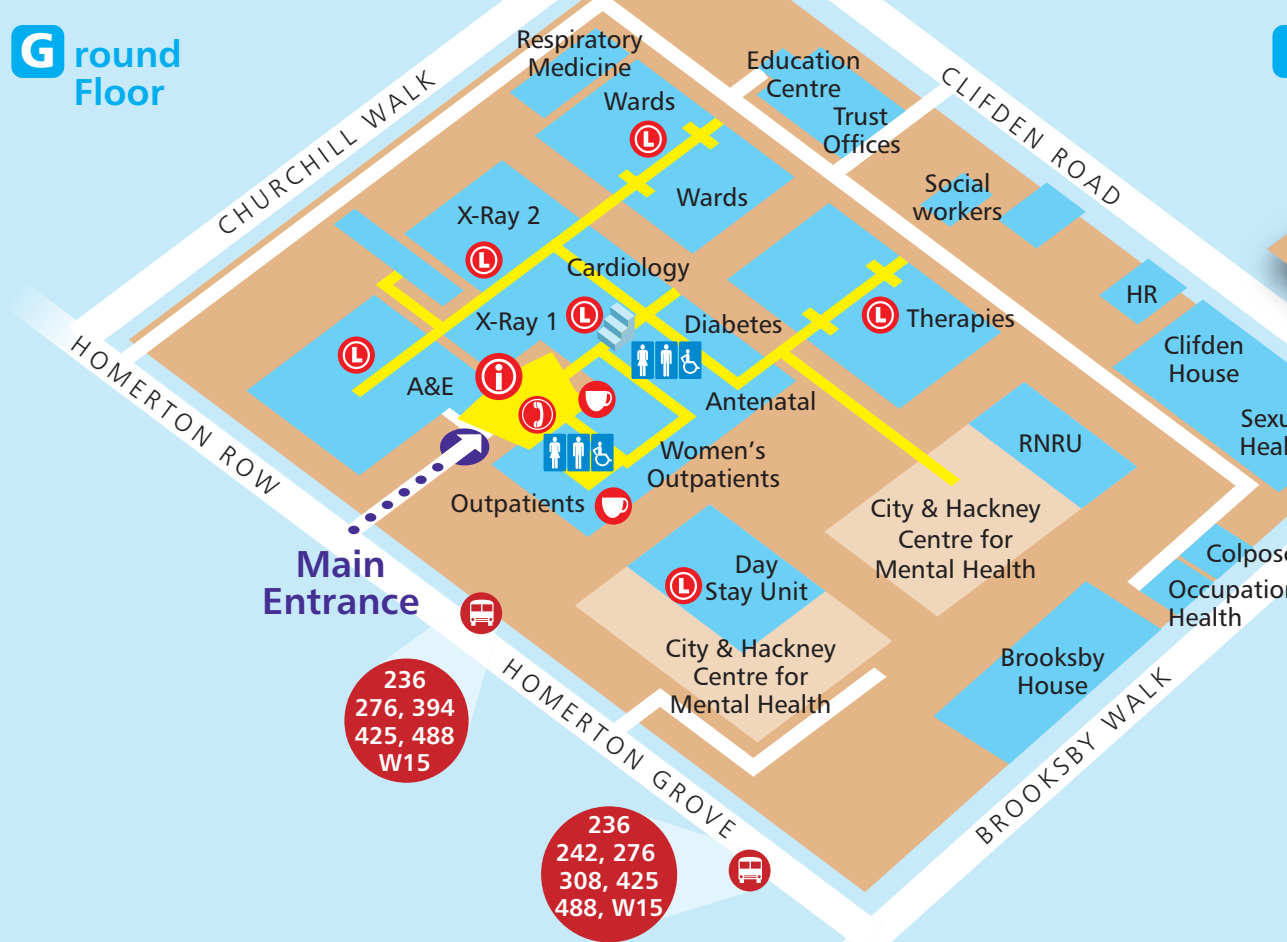 Ground
Floor
CHURCHILL WALK
CLIFDEN ROAD
HOMERTON ROW
HOMERTON GROVE
BROOKSBY WALK
Respiratory
Medicine
Wards
L
Wards
Education
Centre
Trust
Offices
Social
workers
HR
Clifden
House
X-Ray 2
L
Cardiology
X-Ray 1
L
Diabetes
L
Therapies
L
A&E
i
Antenatal
Women's
Outpatients
Outpatients
RNRU
City & Hackney
Centre for
Mental Health
Main
Entrance
L
Day
Stay Unit
City & Hackney
Centre for
Mental Health
Health
Brooksby
House
236
276, 394
425, 488
W15
236
242, 276
308, 425
488, W15